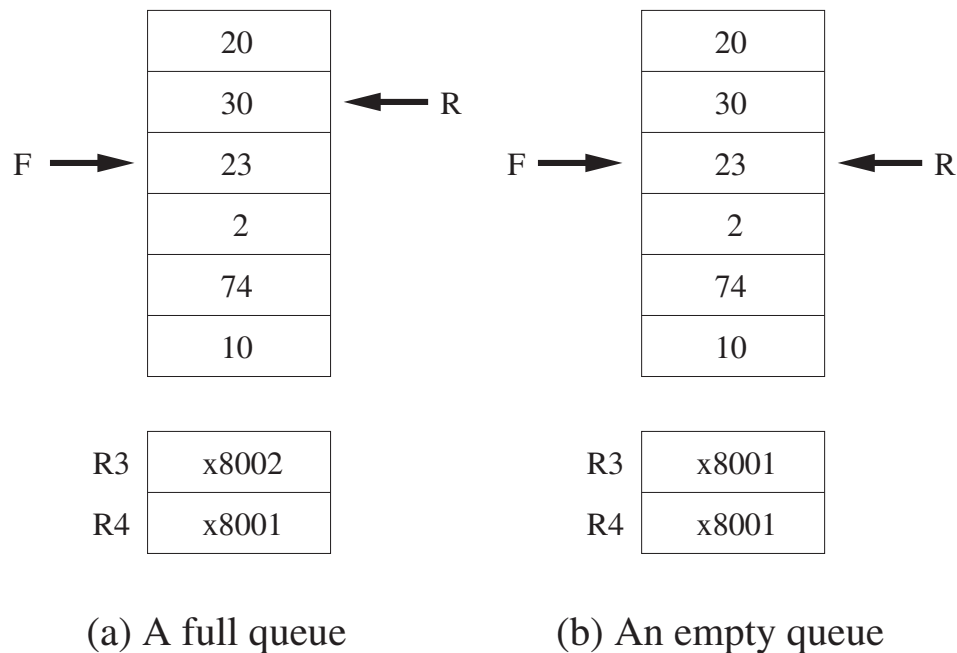 20 20
30 R 30
F 23 F 23 R
2 2
74 74
10 10
R3 x8002 R3 x8001
R4 x8001 R4 x8001
(a) A full queue (b) An empty queue